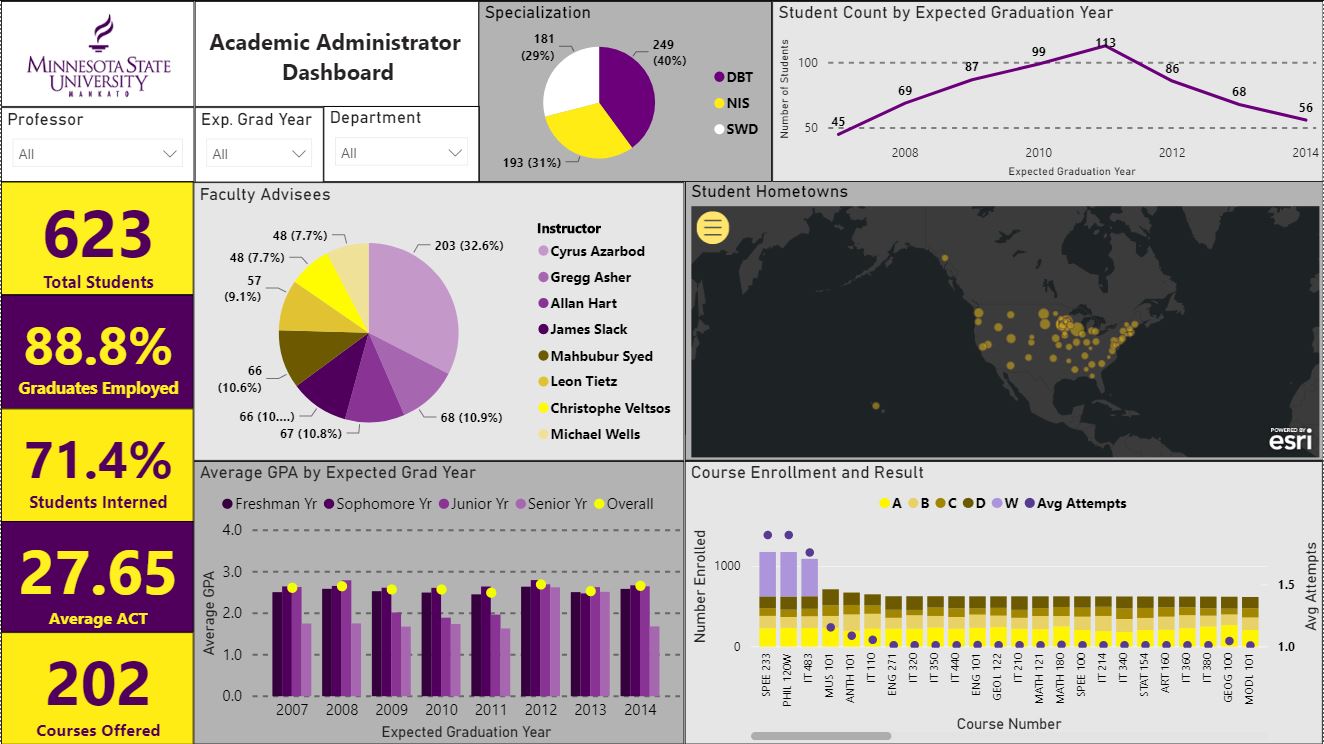 MINNESOTA STATE
UNIVERSITY
MANKATO
Academic Administrator
Dashboard
Professor
All
Exp. Grad Year
All
Department
All
Specialization
181
(29%)
249
(40%)
193 (31%)
DBT
NIS
SWD
Student Count by Expected Graduation Year
Number of Students
100
50
45
69
87
99
113
86
68
56
2008
2010
2012
2014
Expected Graduation Year
623
Total Students
88.8%
Graduates Employed
71.4%
Students Interned
27.65
Average ACT
202
Courses Offered
Faculty Advisees
48 (7.7%)
48 (7.7%)
57
(9.1%)
66
(10.6%)
66 (10....)
67 (10.8%)
68 (10.9%)
203 (32.6%)
Instructor
Cyrus Azarbod
Gregg Asher
Allan Hart
James Slack
Mahbubur Syed
Leon Tietz
Christophe Veltsos
Michael Wells
Student Hometowns
POWERED BY
esri
Average GPA by Expected Grad Year
Freshman Yr Sophomore Yr Junior Yr Senior Yr Overall
Average GPA
4.0
3.0
2.0
1.0
0.0
2007 2008 2009 2010 2011 2012 2013 2014
Expected Graduation Year
Course Enrollment and Result
A B C D W Avg Attempts
Number Enrolled
1000
0
1.5
1.0
Avg Attempts
SPEE 233
PHIL 120W
IT 483
MUS 101
ANTH 101
IT 110
ENG 271
IT 320
IT 350
IT 440
ENG 101
GEOL 122
IT 210
MATH 121
MATH 180
SPEE 100
IT 214
IT 340
STAT 154
ART 160
IT 360
IT 380
GEOG 100
MODL 101
Course Number